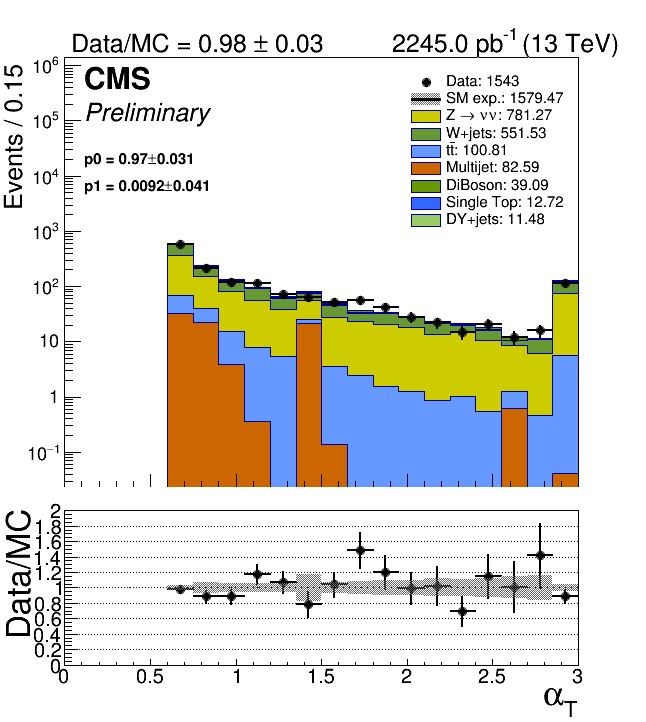 Data/MC = 0.98 ± 0.03 2245.0 pb⁻¹ (13 TeV)
CMS
Preliminary
p0 = 0.97±0.031
p1 = 0.0092±0.041
Data: 1543
SM exp.: 1579.47
Z → νν: 781.27
W+jets: 551.53
tt̄: 100.81
Multijet: 82.59
DiBoson: 39.09
Single Top: 12.72
DY+jets: 11.48
Events / 0.15
10⁶
10⁵
10⁴
10³
10²
10
1
10⁻¹
Data/MC
2
1.8
1.6
1.4
1.2
1
0.8
0.6
0.4
0.2
0
0 0.5 1 1.5 2 2.5 3
α_T